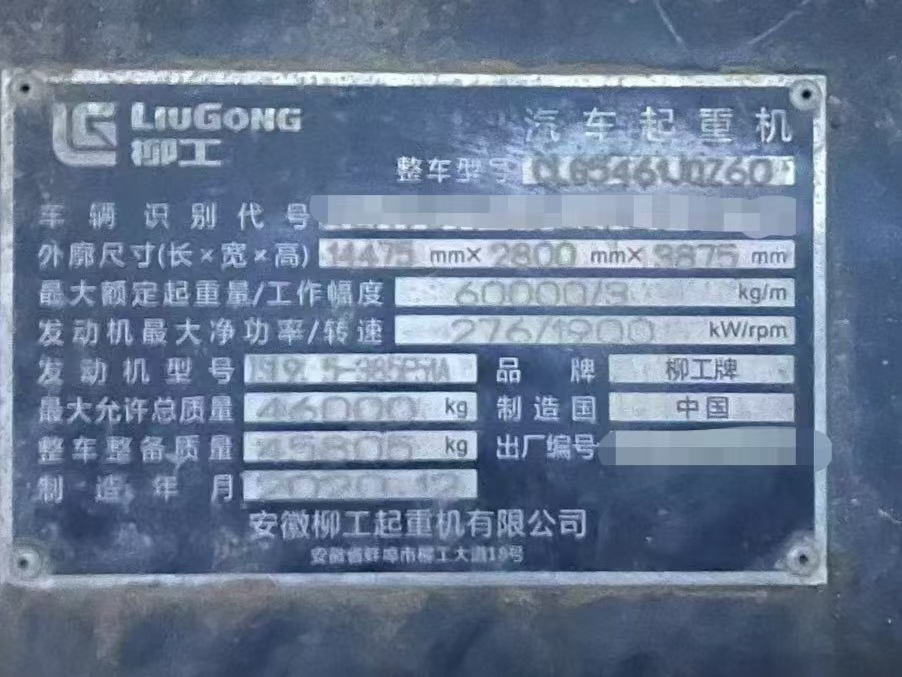 LIUGONG
柳工
汽车起重机
整车型号
车辆识别代号
外廓尺寸(长×宽×高) 14475 mm× 2800 mm× 3875 mm
最大额定起重量/工作幅度 60000/3 kg/m
发动机最大净功率/转速 276/1900 kW/rpm
发动机型号 品牌 柳工牌
最大允许总质量 46000 kg 制造国 中国
整车整备质量 45805 kg 出厂编号
制造年月 2020.12
安徽柳工起重机有限公司
安徽省蚌埠市柳工大道18号